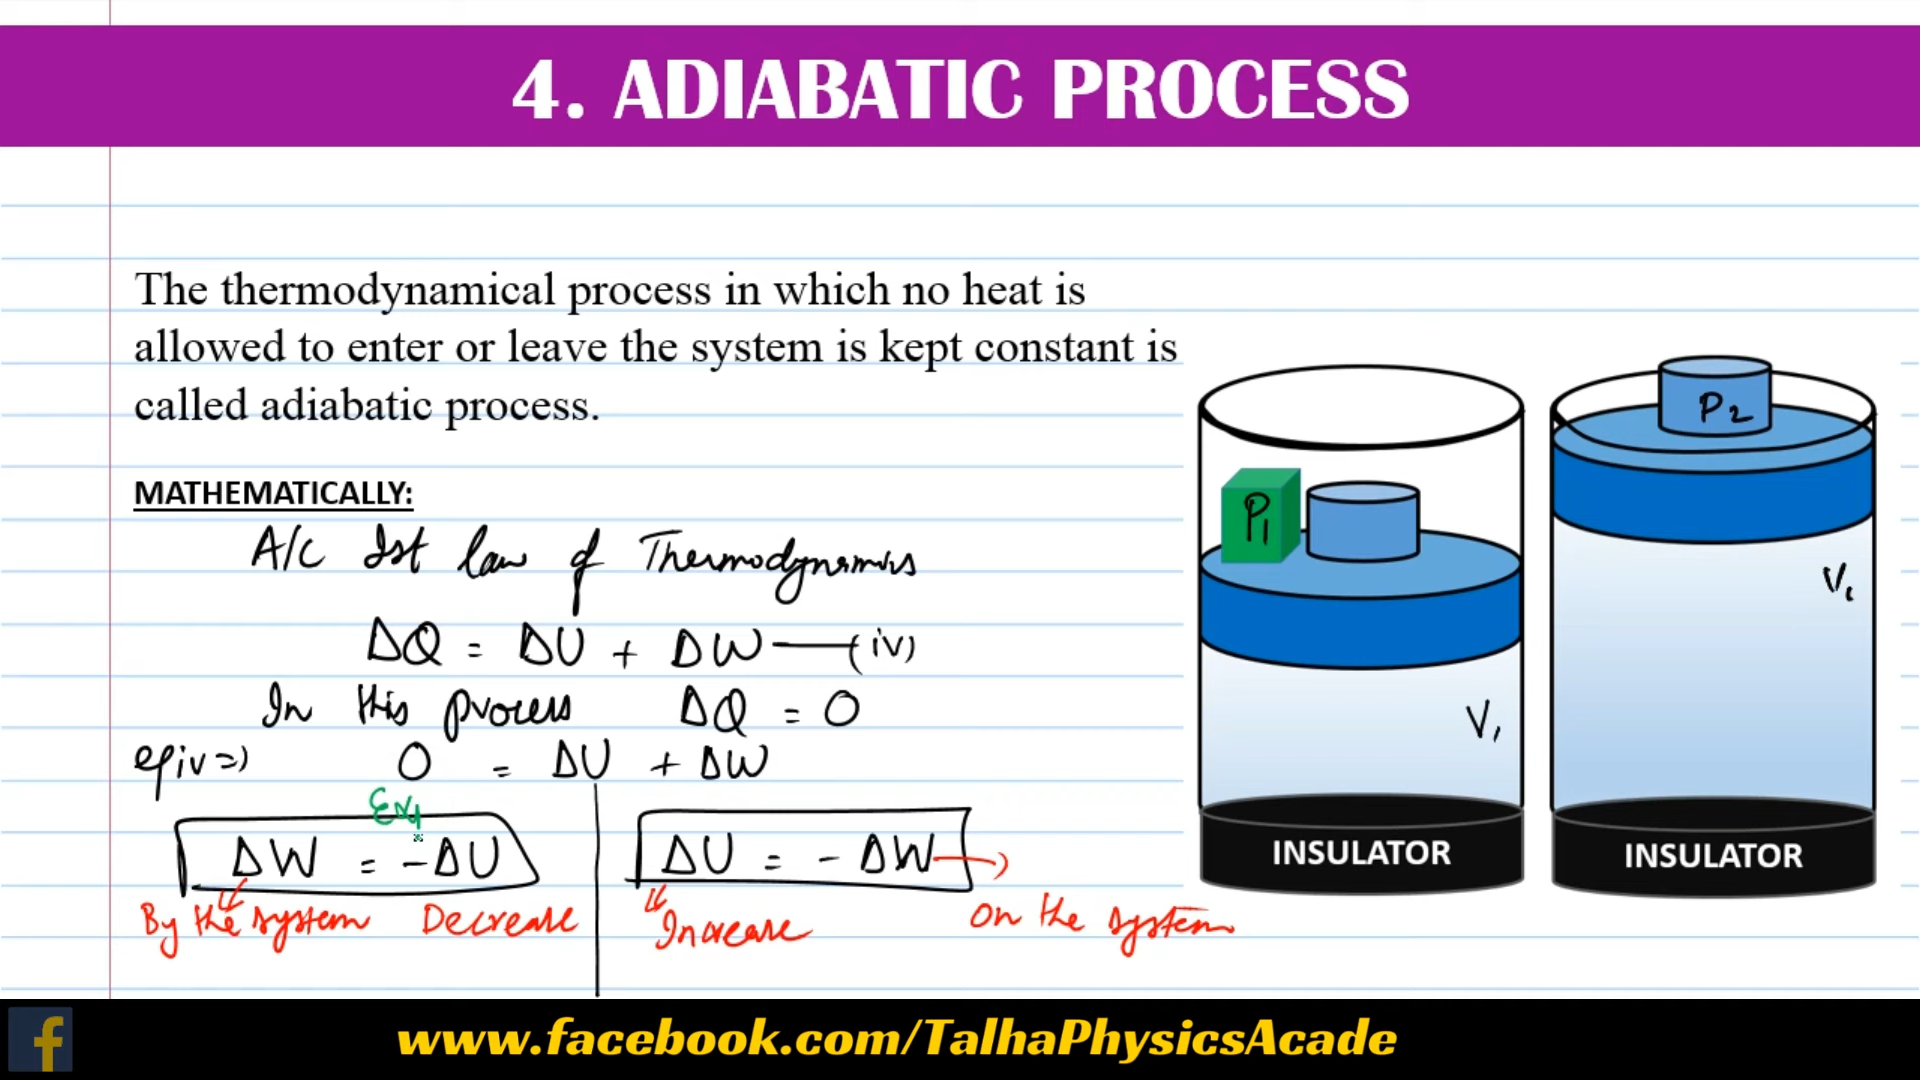 4. ADIABATIC PROCESS
The thermodynamical process in which no heat is
allowed to enter or leave the system is kept constant is
called adiabatic process.
MATHEMATICALLY:
A/C Ist law of Thermodynamics
ΔQ = ΔU + ΔW — (iv)
In this process ΔQ = 0
eq iv => 0 = ΔU + ΔW
Exp
ΔW = -ΔU
By the system Decrease
ΔU = - ΔW
Increase On the system
P1
V1
INSULATOR
P2
V1
INSULATOR
f www.facebook.com/TalhaPhysicsAcade